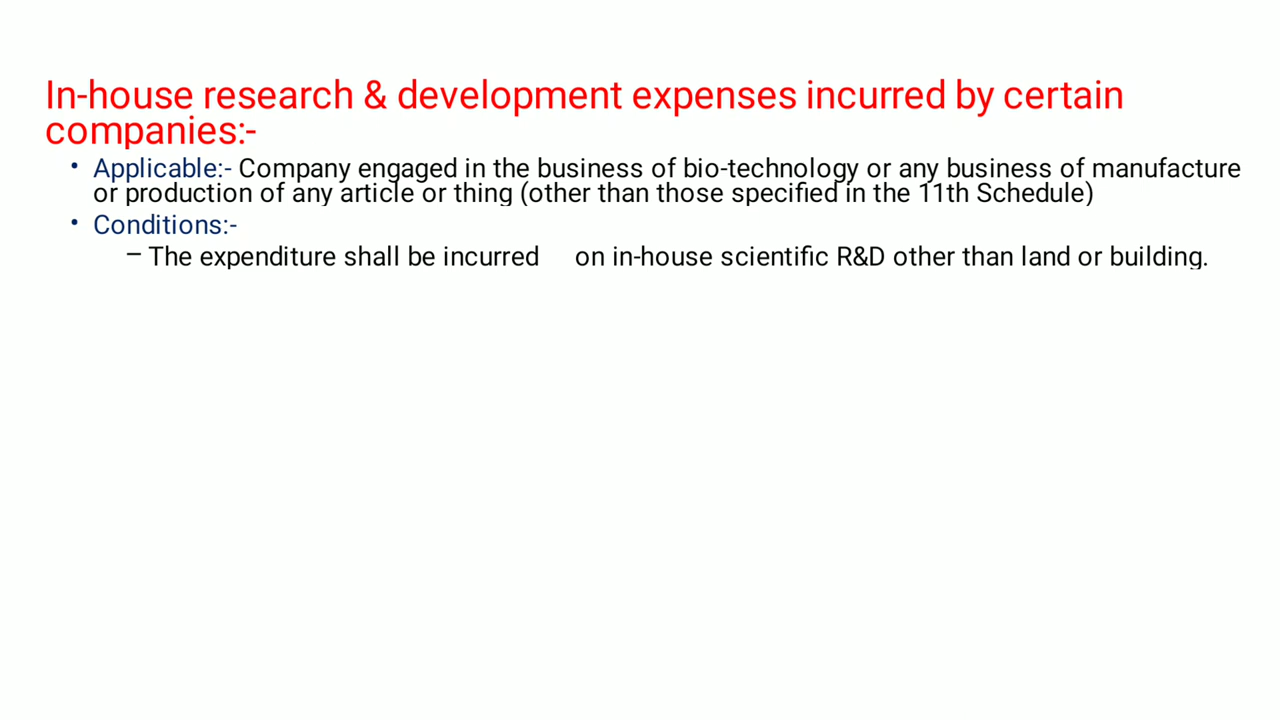 In-house research & development expenses incurred by certain
companies:-
• Applicable:- Company engaged in the business of bio-technology or any business of manufacture
or production of any article or thing (other than those specified in the 11th Schedule)
• Conditions:-
– The expenditure shall be incurred on in-house scientific R&D other than land or building.